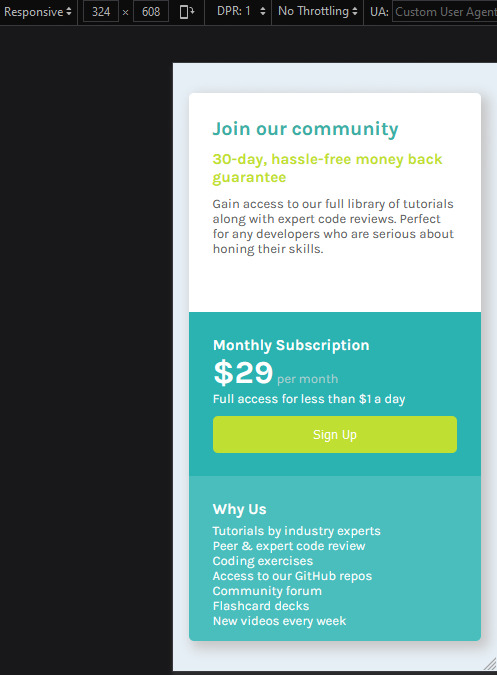 Responsive 324 × 608 DPR: 1 No Throttling UA: Custom User Agent
Join our community
30-day, hassle-free money back
guarantee
Gain access to our full library of tutorials
along with expert code reviews. Perfect
for any developers who are serious about
honing their skills.
Monthly Subscription
$29 per month
Full access for less than $1 a day
Sign Up
Why Us
Tutorials by industry experts
Peer & expert code review
Coding exercises
Access to our GitHub repos
Community forum
Flashcard decks
New videos every week